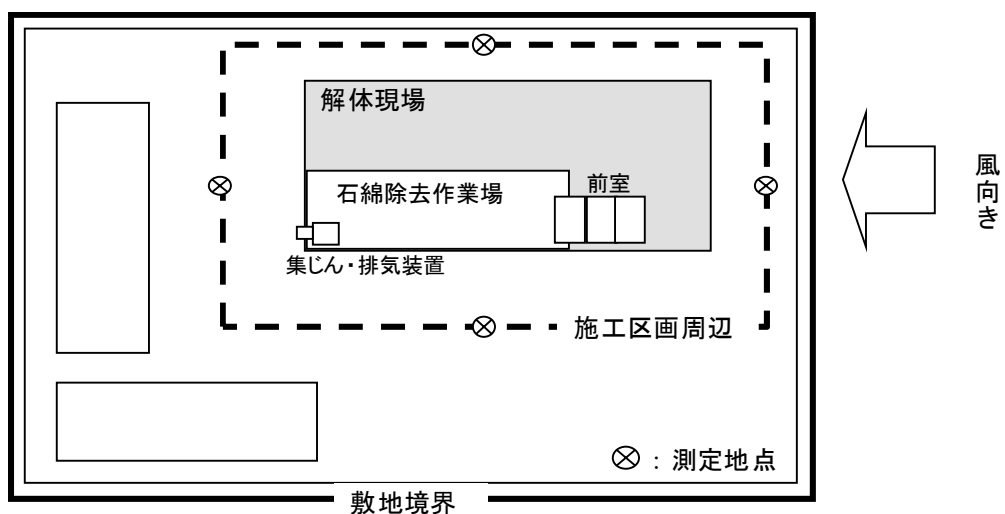 解体現場
前室
石綿除去作業場
集じん・排気装置
風向き
施工区画周辺
⊗：測定地点
敷地境界